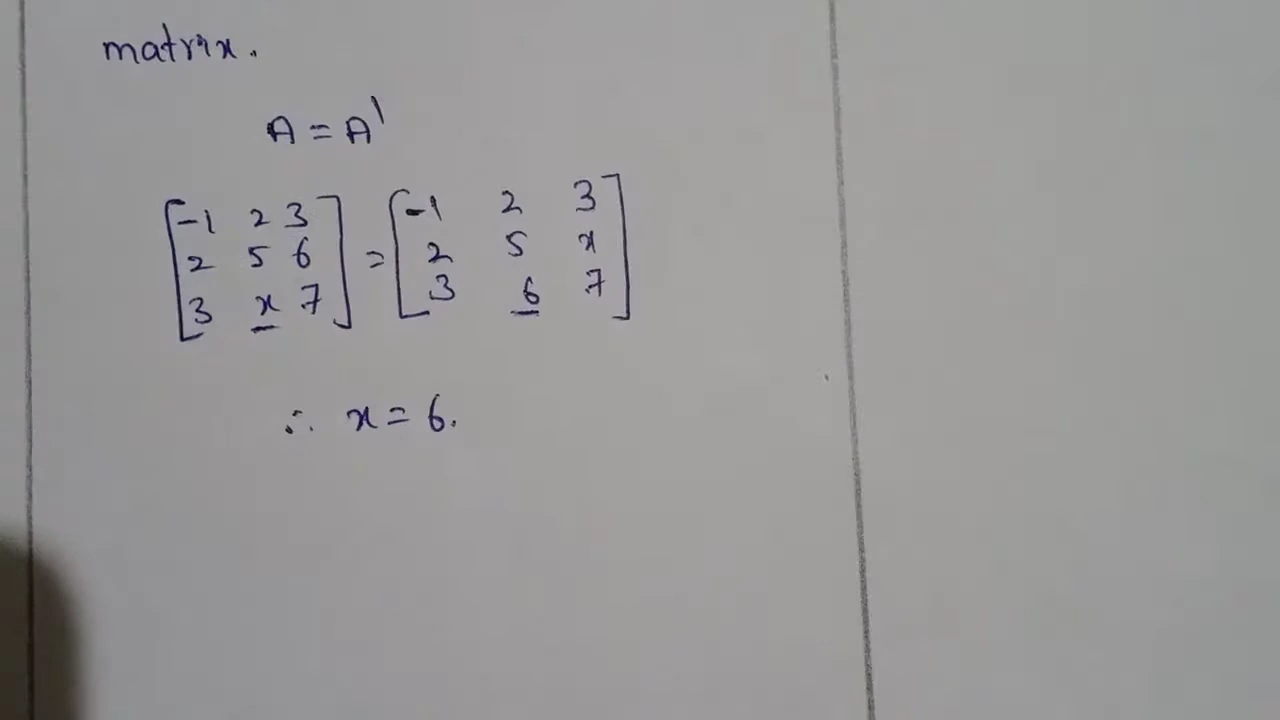 matrix.
A = A'
[-1 2 3] = [-1 2 3]
[2 5 6] [2 5 x]
[3 x 7] [3 6 7]
∴ x = 6.